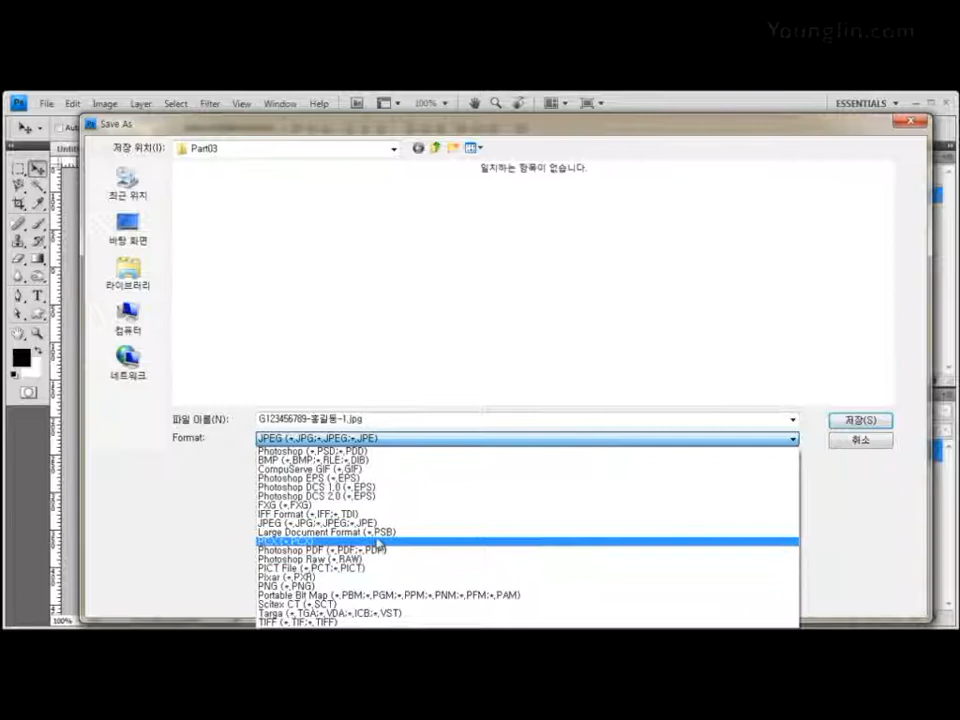 Younglin.com
Ps File Edit Image Layer Select Filter View Window Help Br 100% ESSENTIALS
Ps Save As
저장 위치(I): Part03
일치하는 항목이 없습니다.
최근 위치
바탕 화면
라이브러리
컴퓨터
네트워크
파일 이름(N): G123456789-홍길동-1.jpg 저장(S)
Format: JPEG (*.JPG;*.JPEG;*.JPE) 취소
Photoshop (*.PSD;*.PDD)
BMP (*.BMP;*.RLE;*.DIB)
CompuServe GIF (*.GIF)
Photoshop EPS (*.EPS)
Photoshop DCS 1.0 (*.EPS)
Photoshop DCS 2.0 (*.EPS)
FXG (*.FXG)
IFF Format (*.IFF;*.TDI)
JPEG (*.JPG;*.JPEG;*.JPE)
Large Document Format (*.PSB)
PCX (*.PCX)
Photoshop PDF (*.PDF;*.PDP)
Photoshop Raw (*.RAW)
PICT File (*.PCT;*.PICT)
Pixar (*.PXR)
PNG (*.PNG)
Portable Bit Map (*.PBM;*.PGM;*.PPM;*.PNM;*.PFM;*.PAM)
Scitex CT (*.SCT)
Targa (*.TGA;*.VDA;*.ICB;*.VST)
TIFF (*.TIF;*.TIFF)
100%